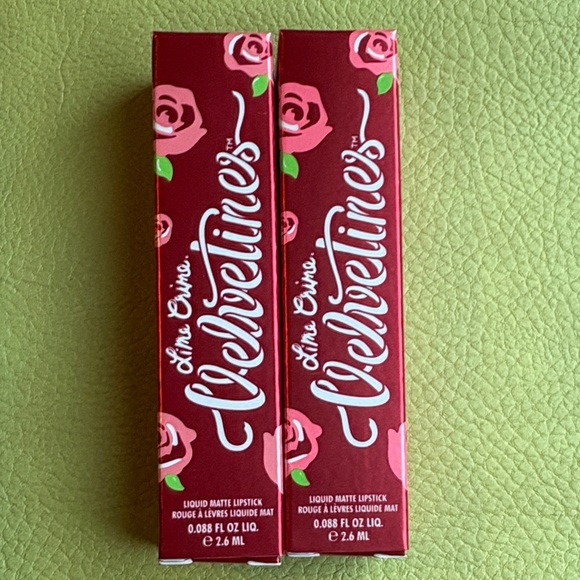 Lime Crime.
Velvetines™
LIQUID MATTE LIPSTICK
ROUGE À LÈVRES LIQUIDE MAT
0.088 FL OZ LIQ.
℮ 2.6 ML
Lime Crime.
Velvetines™
LIQUID MATTE LIPSTICK
ROUGE À LÈVRES LIQUIDE MAT
0.088 FL OZ LIQ.
℮ 2.6 ML